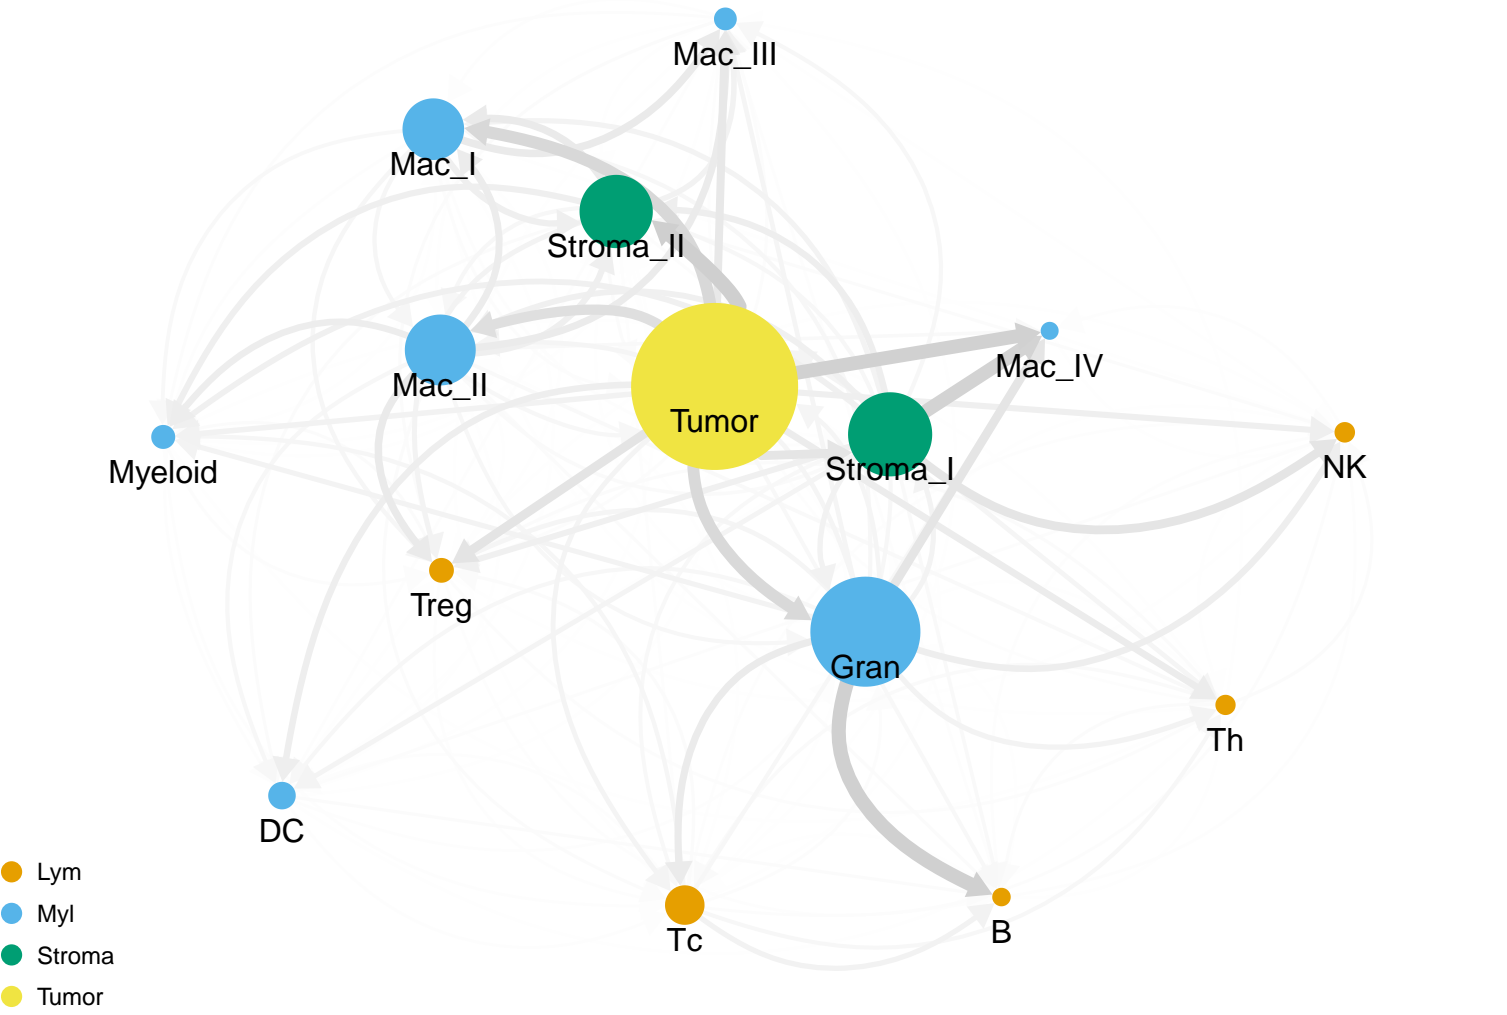 Mac_III
Mac_I
Stroma_II
Mac_IV
Mac_II
Tumor
Stroma_I
NK
Myeloid
Treg
Gran
Th
DC
Tc
B
Lym
Myl
Stroma
Tumor